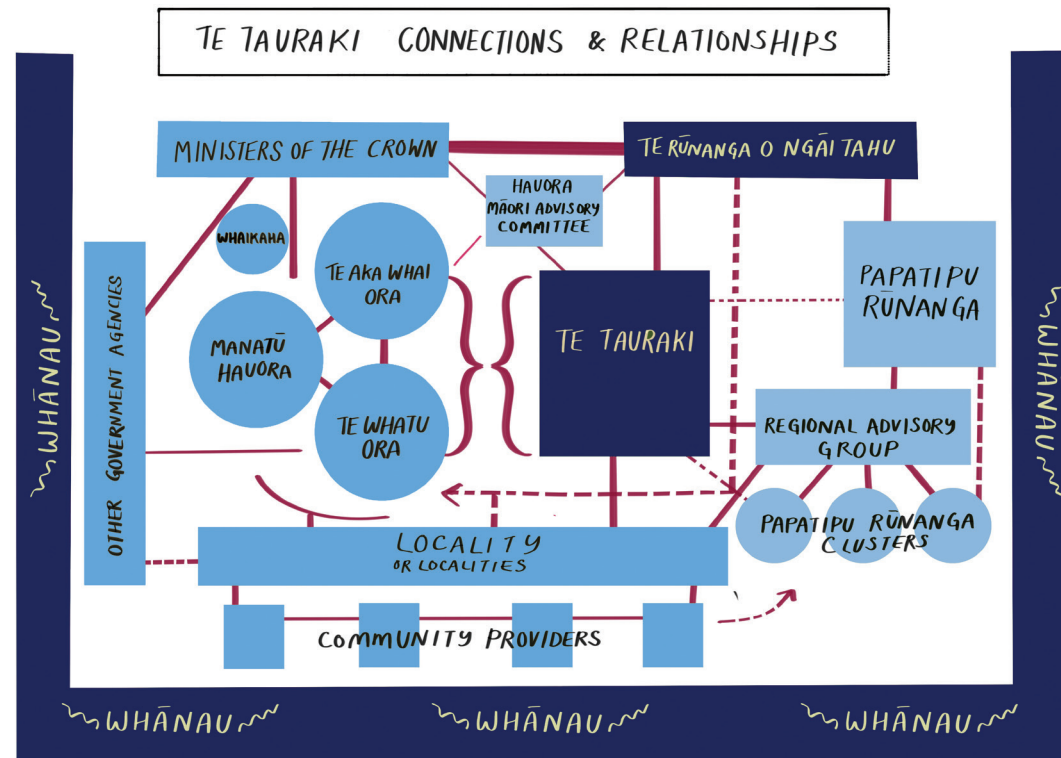 TE TAURAKI CONNECTIONS & RELATIONSHIPS
MINISTERS OF THE CROWN
TE RŪNANGA O NGĀI TAHU
HAUORA
MĀORI ADVISORY
COMMITTEE
WHAIKAHA
TE AKA WHAI
ORA
PAPATIPU
RŪNANGA
OTHER GOVERNMENT AGENCIES
MANATŪ
HAUORA
TE TAURAKI
TE WHATU
ORA
REGIONAL ADVISORY
GROUP
PAPATIPU RŪNANGA
CLUSTERS
LOCALITY
OR LOCALITIES
COMMUNITY PROVIDERS
WHĀNAU
WHĀNAU
WHĀNAU
WHĀNAU
WHĀNAU